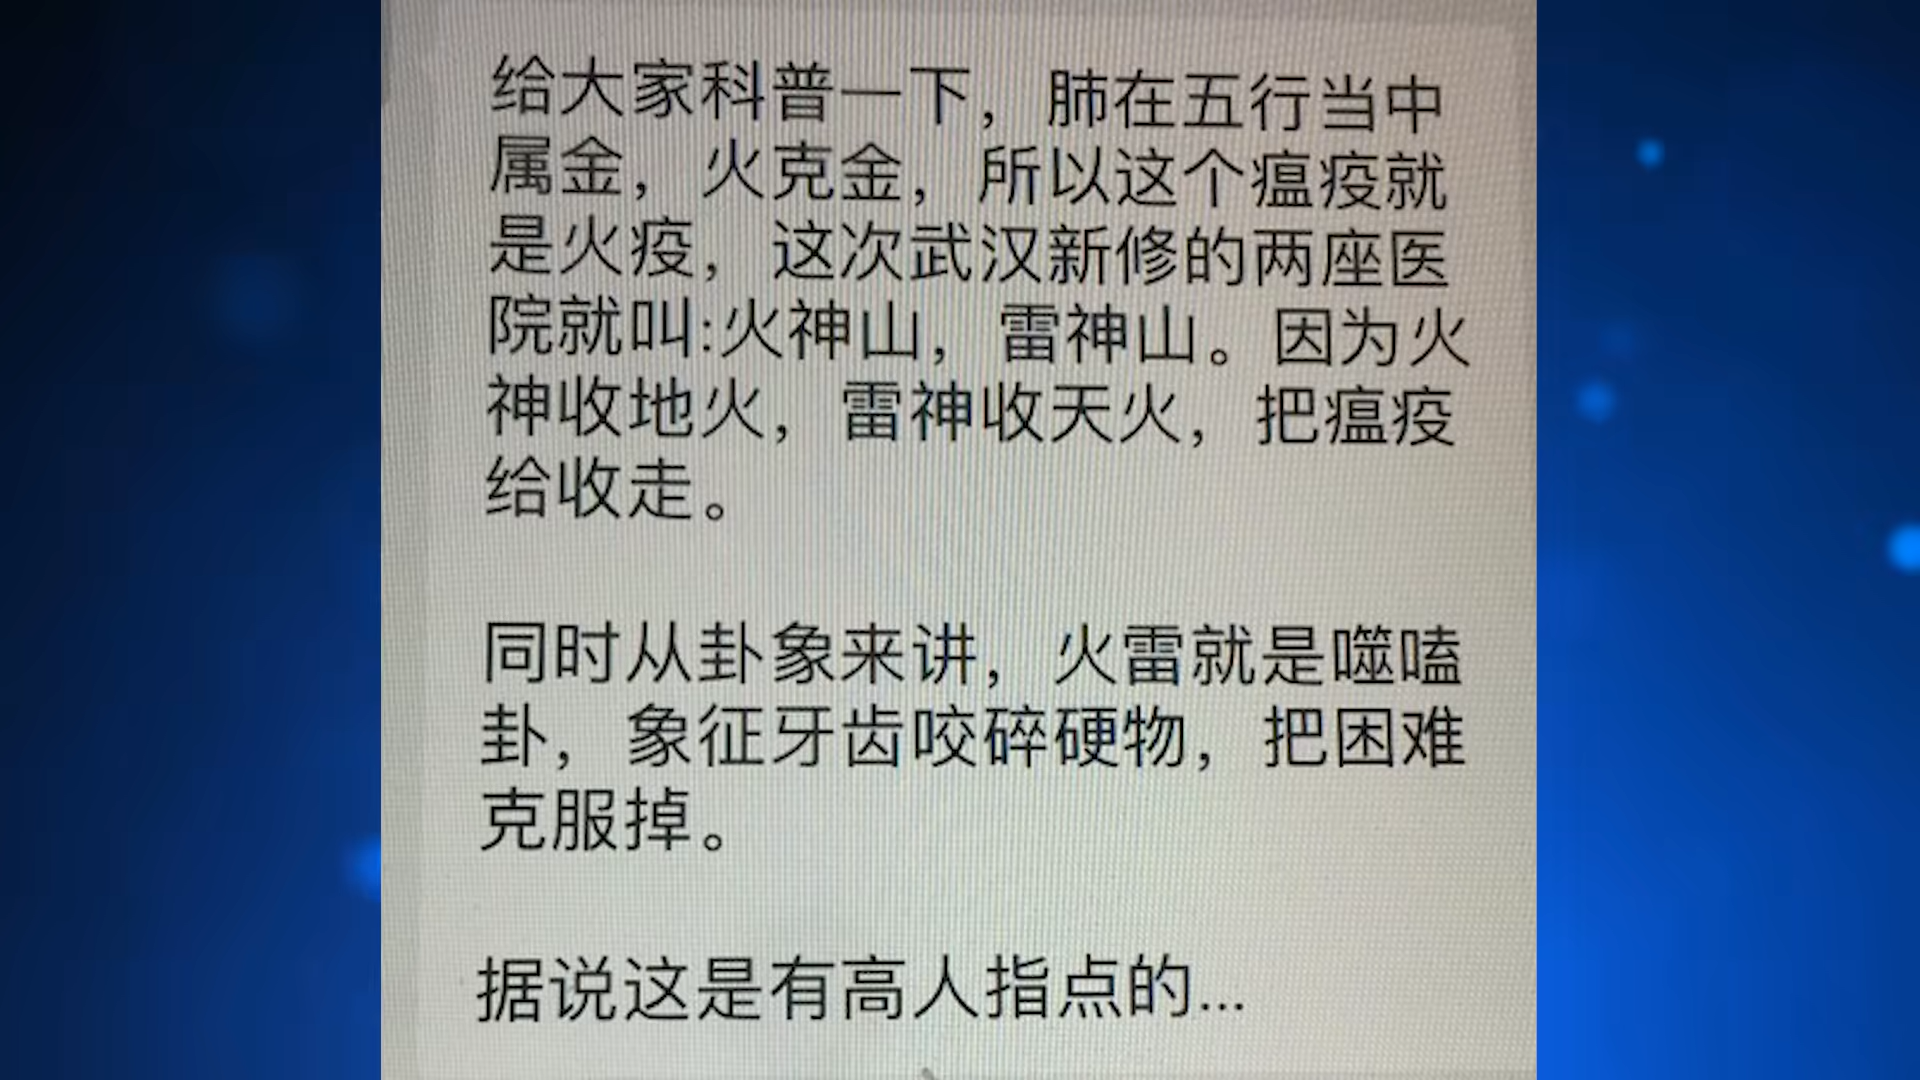 给大家科普一下，肺在五行当中
属金，火克金，所以这个瘟疫就
是火疫，这次武汉新修的两座医
院就叫:火神山，雷神山。因为火
神收地火，雷神收天火，把瘟疫
给收走。
同时从卦象来讲，火雷就是噬嗑
卦，象征牙齿咬碎硬物，把困难
克服掉。
据说这是有高人指点的...